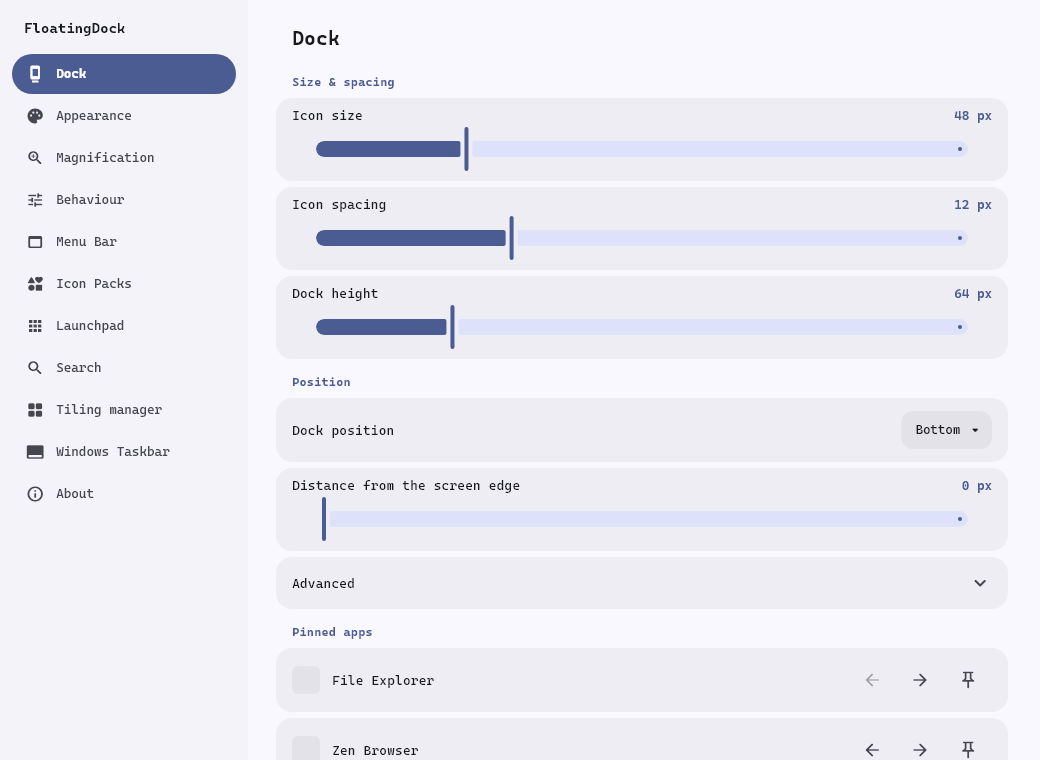 FloatingDock
Dock
Appearance
Magnification
Behaviour
Menu Bar
Icon Packs
Launchpad
Search
Tiling manager
Windows Taskbar
About
Dock
Size & spacing
Icon size 48 px
Icon spacing 12 px
Dock height 64 px
Position
Dock position Bottom
Distance from the screen edge 0 px
Advanced
Pinned apps
File Explorer
Zen Browser